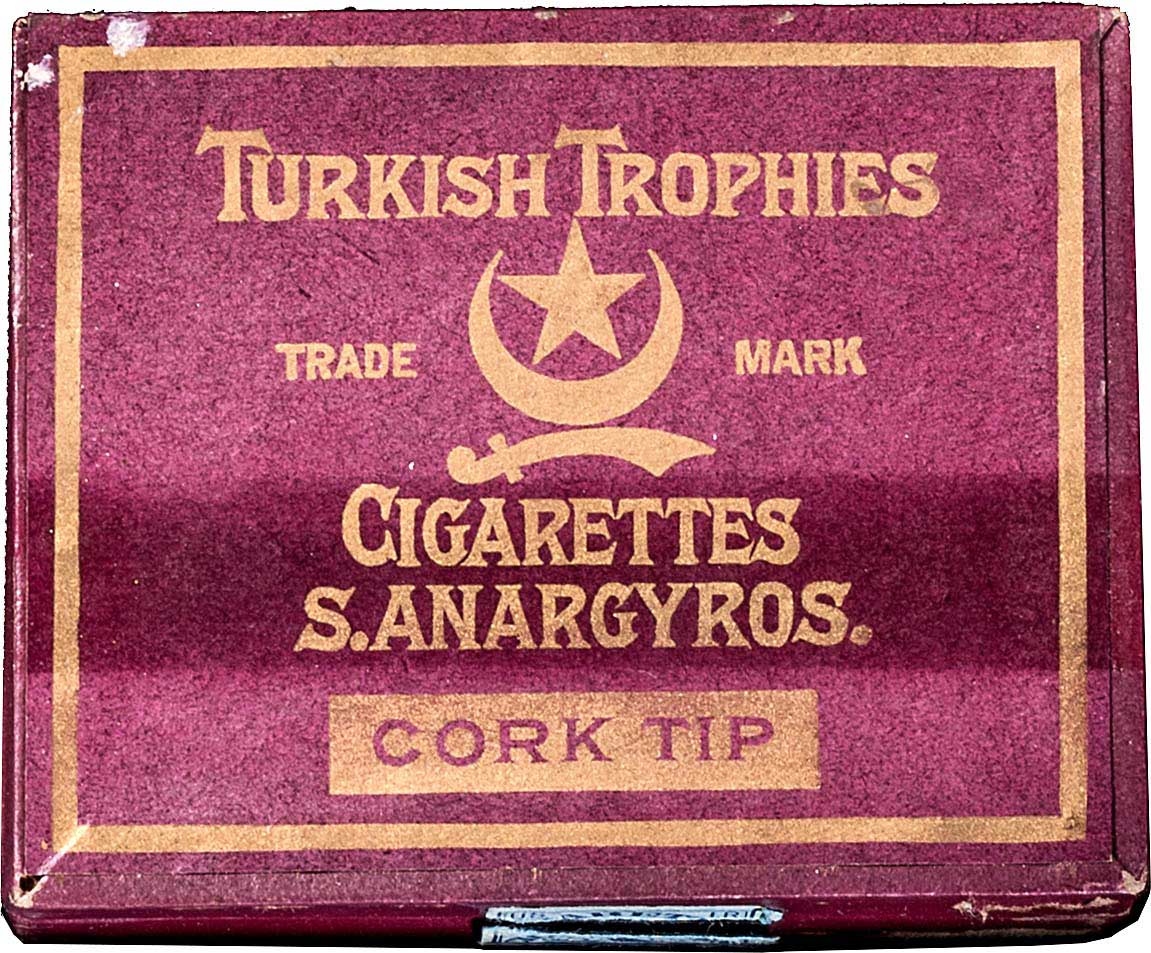 TURKISH TROPHIES
TRADE MARK
CIGARETTES
S. ANARGYROS.
CORK TIP